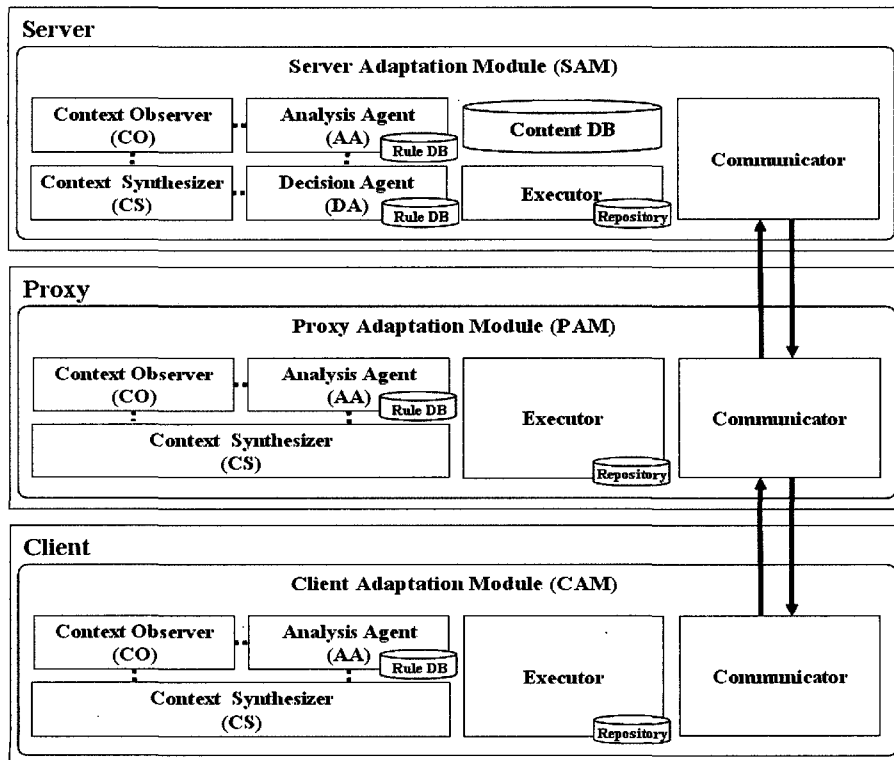 Server
Server Adaptation Module (SAM)
Context Observer
(CO)
Analysis Agent
(AA)
Rule DB
Content DB
Communicator
Context Synthesizer
(CS)
Decision Agent
(DA)
Rule DB
Executor
Repository
Proxy
Proxy Adaptation Module (PAM)
Context Observer
(CO)
Analysis Agent
(AA)
Rule DB
Context Synthesizer
(CS)
Executor
Repository
Communicator
Client
Client Adaptation Module (CAM)
Context Observer
(CO)
Analysis Agent
(AA)
Rule DB
Context Synthesizer
(CS)
Executor
Repository
Communicator